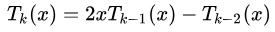 T_k(x) = 2xT_{k-1}(x) − T_{k-2}(x)